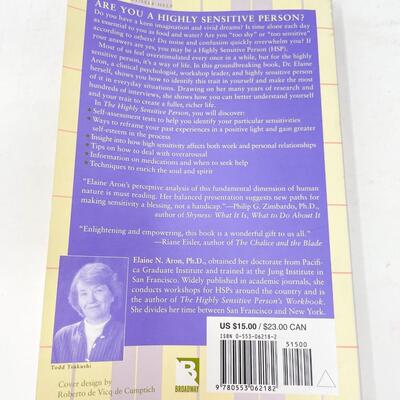 SELF-HELP
ARE YOU A HIGHLY SENSITIVE PERSON?
Do you have a keen imagination and vivid dreams? Is time alone each day
as essential to you as food and water? Are you "too shy" or "too sensitive"
according to others? Do noise and confusion quickly overwhelm you? If
your answers are yes, you may be a Highly Sensitive Person (HSP).
Most of us feel overstimulated every once in a while, but for the highly
sensitive person, it's a way of life. In this groundbreaking book, Dr. Elaine
Aron, a clinical psychologist, workshop leader, and highly sensitive person
herself, shows you how to identify this trait in yourself and make the most
of it in everyday situations. Drawing on her many years of research and
hundreds of interviews, she shows how you can better understand yourself
and your trait to create a fuller, richer life.
In The Highly Sensitive Person, you will discover:
• Self-assessment tests to help you identify your particular sensitivities
• Ways to reframe your past experiences in a positive light and gain greater
self-esteem in the process
• Insight into how high sensitivity affects both work and personal relationships
• Tips on how to deal with overarousal
• Information on medications and when to seek help
• Techniques to enrich the soul and spirit
"Elaine Aron's perceptive analysis of this fundamental dimension of human
nature is must reading. Her balanced presentation suggests new paths for
making sensitivity a blessing, not a handicap."—Philip G. Zimbardo, Ph.D.,
author of Shyness: What It Is, What to Do About It
"Enlightening and empowering, this book is a wonderful gift to us all."
—Riane Eisler, author of The Chalice and the Blade
Elaine N. Aron, Ph.D., obtained her doctorate from Pacifi-
ca Graduate Institute and trained at the Jung Institute in
San Francisco. Widely published in academic journals, she
conducts workshops for HSPs around the country and is
the author of The Highly Sensitive Person's Workbook.
She divides her time between San Francisco and New York.
Todd Tsukushi
Cover design by
Roberto de Vicq de Cumptich
B
BROADWAY
US $15.00 / $23.00 CAN
ISBN 0-553-06218-2
51500
9 780553 062182